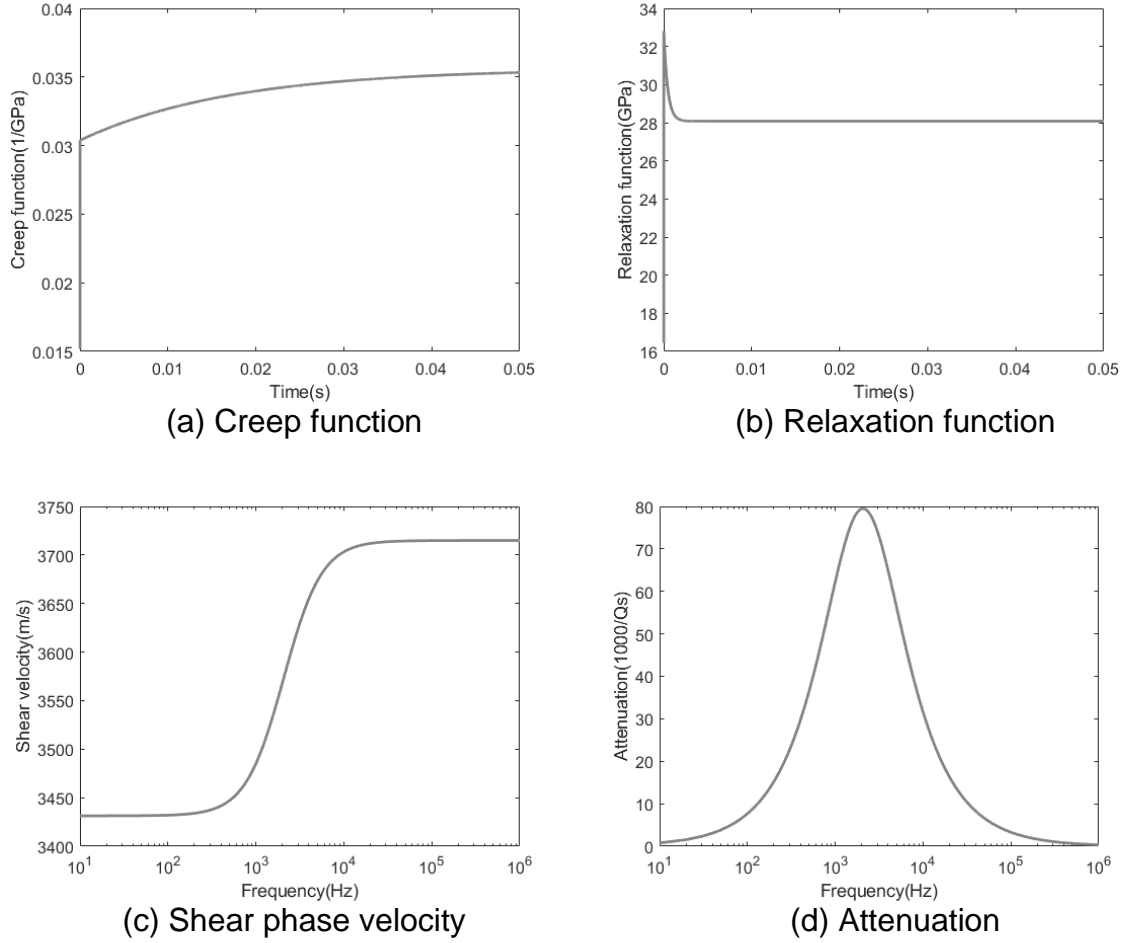 0.04
0.035
0.03
0.025
0.02
0.015
Creep function(1/GPa)
0 0.01 0.02 0.03 0.04 0.05
Time(s)
(a) Creep function
34
32
30
28
26
24
22
20
18
16
Relaxation function(GPa)
0 0.01 0.02 0.03 0.04 0.05
Time(s)
(b) Relaxation function
3750
3700
3650
3600
3550
3500
3450
3400
Shear velocity(m/s)
10^1 10^2 10^3 10^4 10^5 10^6
Frequency(Hz)
(c) Shear phase velocity
80
70
60
50
40
30
20
10
0
Attenuation(1000/Qs)
10^1 10^2 10^3 10^4 10^5 10^6
Frequency(Hz)
(d) Attenuation